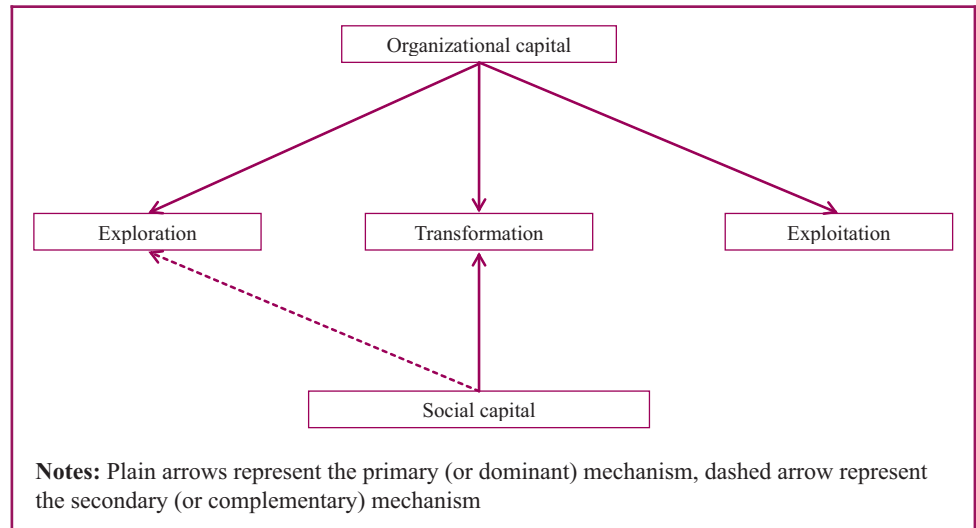 Organizational capital
Exploration
Transformation
Exploitation
Social capital
Notes: Plain arrows represent the primary (or dominant) mechanism, dashed arrow represent
the secondary (or complementary) mechanism